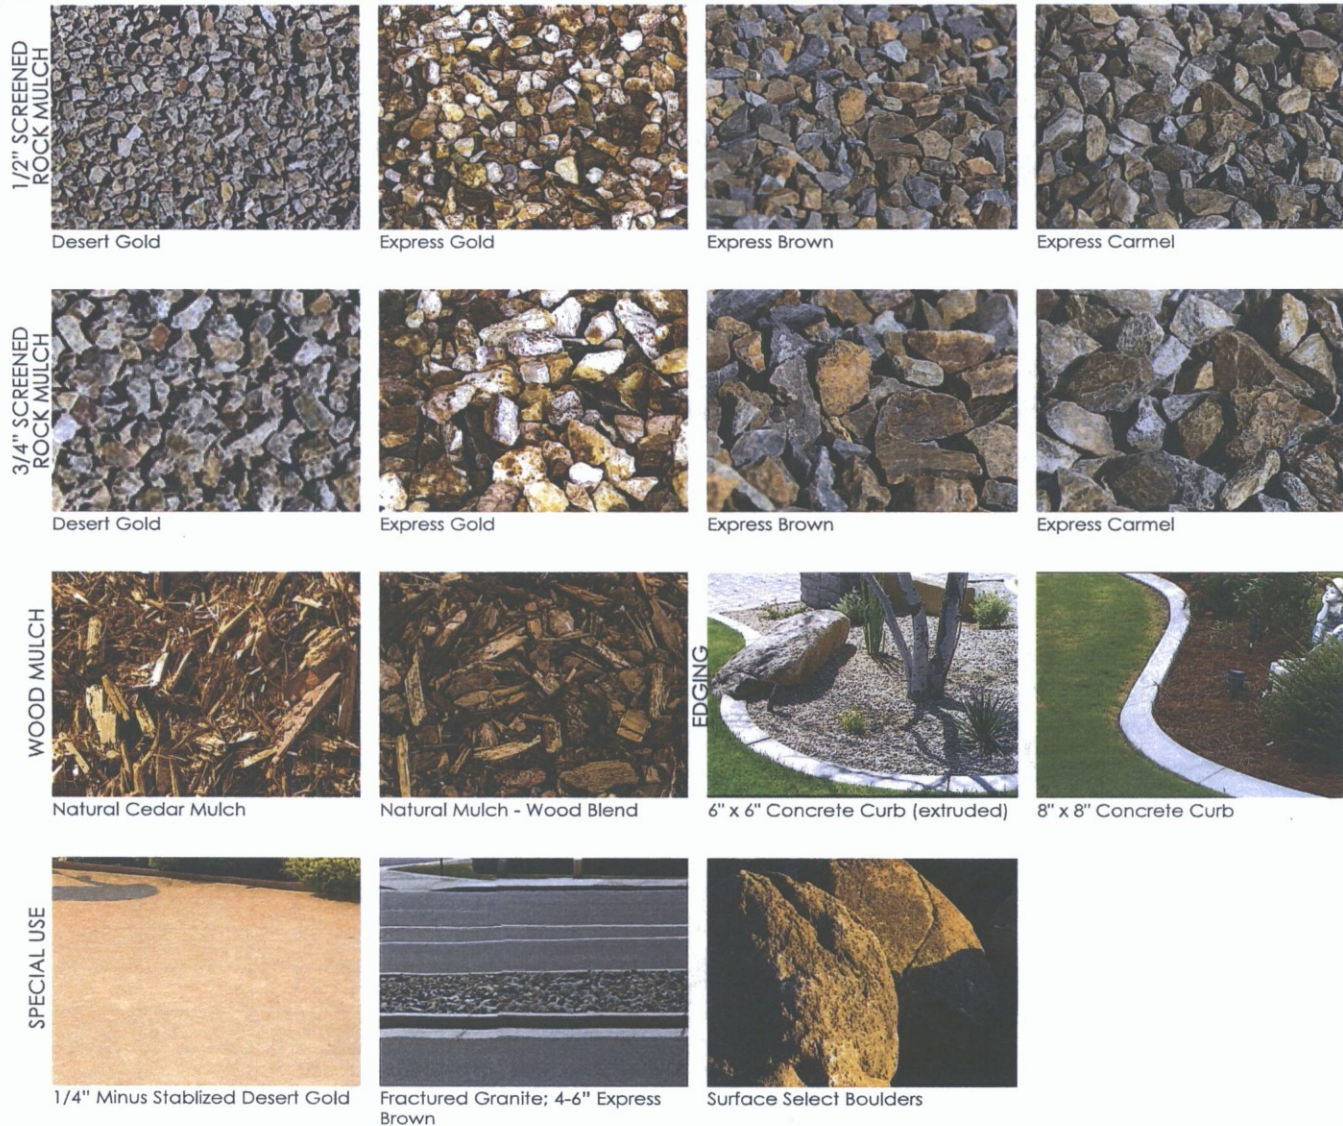 1/2" SCREENED
ROCK MULCH
Desert Gold
Express Gold
Express Brown
Express Carmel
3/4" SCREENED
ROCK MULCH
Desert Gold
Express Gold
Express Brown
Express Carmel
WOOD MULCH
Natural Cedar Mulch
Natural Mulch - Wood Blend
EDGING
6" x 6" Concrete Curb (extruded)
8" x 8" Concrete Curb
SPECIAL USE
1/4" Minus Stablized Desert Gold
Fractured Granite; 4-6" Express
Brown
Surface Select Boulders